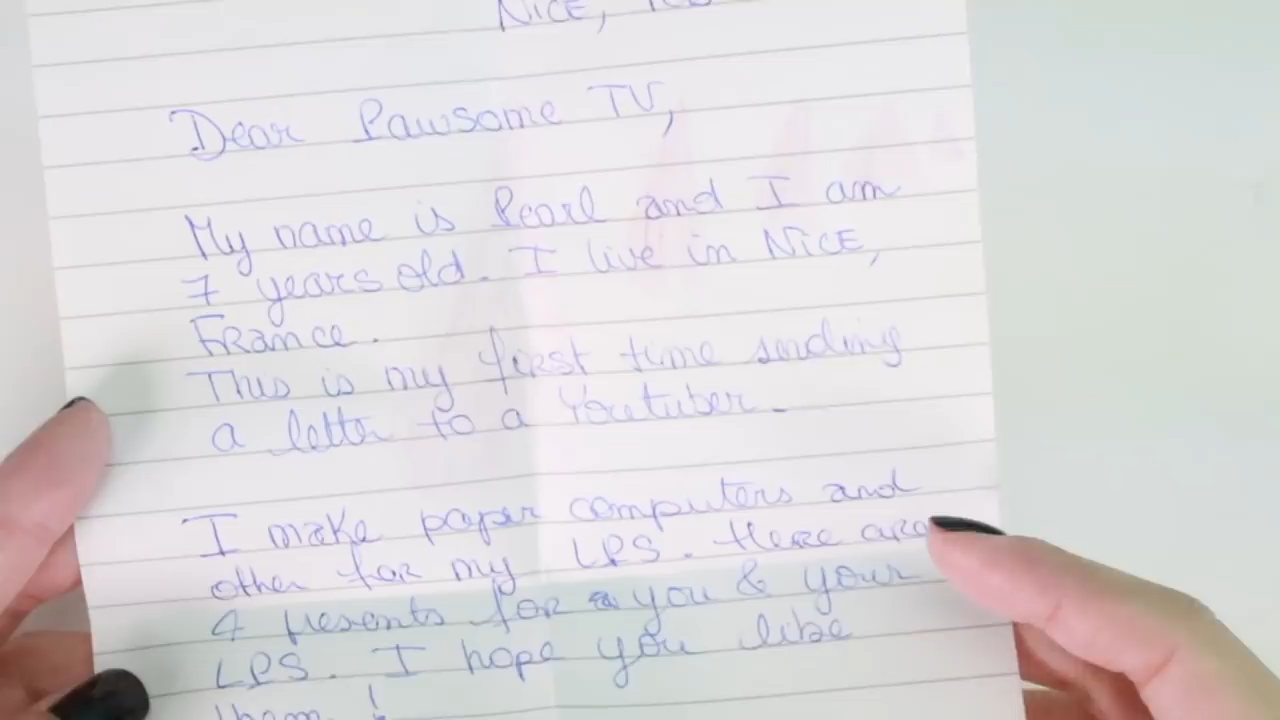 Nice,
Dear Pawsome TV,
My name is Pearl and I am
7 years old. I live in NiCE,
France.
This is my first time sending
a letter to a Youtuber.
I make paper computers and
other for my LPS. Here are
4 presents for you & your
LPS. I hope you like
them!